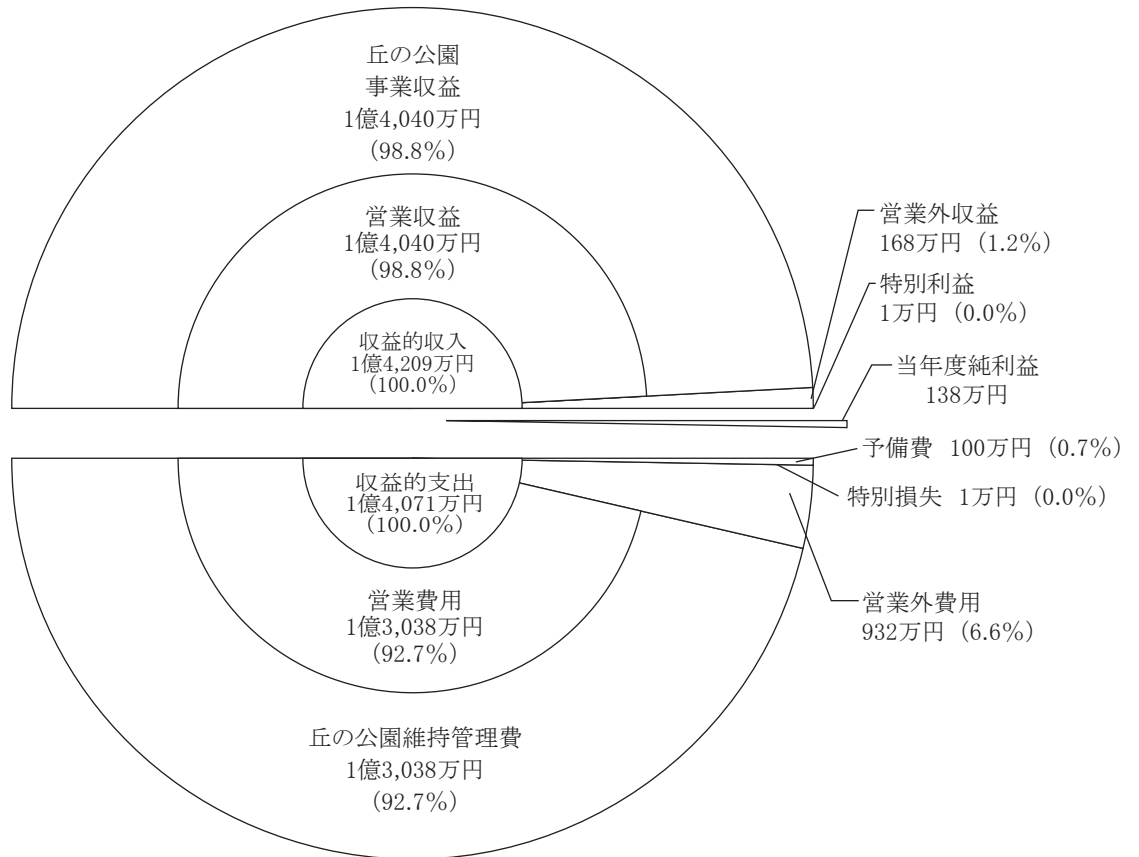 丘の公園
事業収益
1億4,040万円
(98.8%)
営業収益
1億4,040万円
(98.8%)
収益的収入
1億4,209万円
(100.0%)
営業外収益
168万円 (1.2%)
特別利益
1万円 (0.0%)
当年度純利益
138万円
予備費 100万円 (0.7%)
特別損失 1万円 (0.0%)
営業外費用
932万円 (6.6%)
収益的支出
1億4,071万円
(100.0%)
営業費用
1億3,038万円
(92.7%)
丘の公園維持管理費
1億3,038万円
(92.7%)